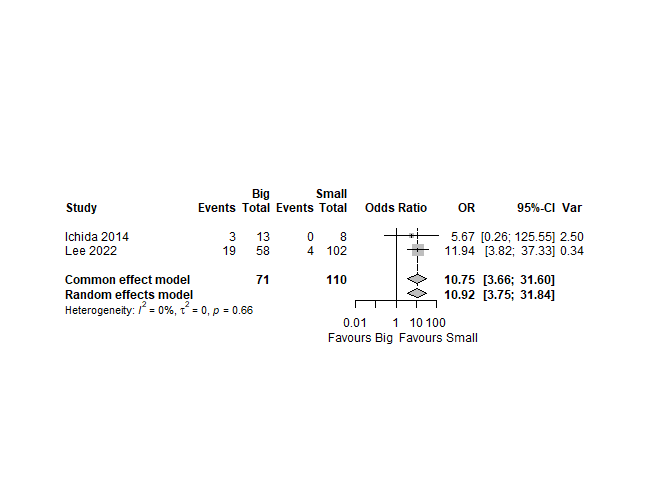 Big Small
Study Events Total Events Total Odds Ratio OR 95%-CI Var
Ichida 2014 3 13 0 8 5.67 [0.26; 125.55] 2.50
Lee 2022 19 58 4 102 11.94 [3.82; 37.33] 0.34
Common effect model 71 110 10.75 [3.66; 31.60]
Random effects model 10.92 [3.75; 31.84]
Heterogeneity: I² = 0%, τ² = 0, p = 0.66
0.01 1 10 100
Favours Big Favours Small